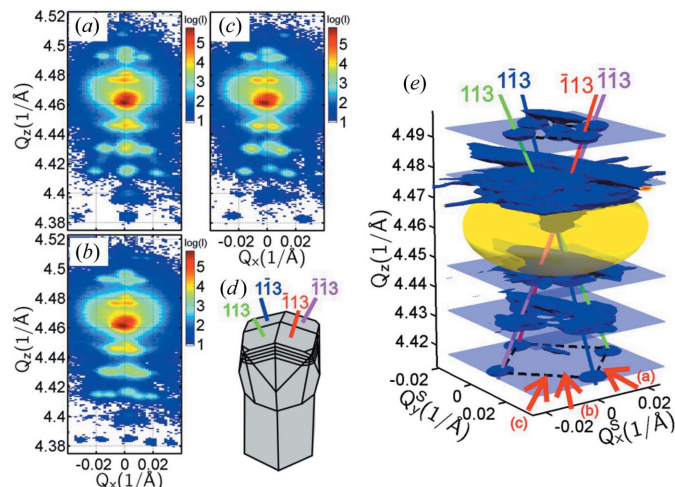 (a)
log(I)
5
4
3
2
1
Qz(1/Å)
4.52
4.5
4.48
4.46
4.44
4.42
4.4
4.38
(c)
log(I)
5
4
3
2
1
-0.02 0 0.02
Qx(1/Å)
(b)
log(I)
5
4
3
2
1
Qz(1/Å)
4.52
4.5
4.48
4.46
4.44
4.42
4.4
4.38
-0.02 0 0.02
Qx(1/Å)
(d)
113
11̄3
1̄13
1̄1̄3
(e)
113
11̄3
1̄13
1̄1̄3
Qz(1/Å)
4.49
4.48
4.47
4.46
4.45
4.44
4.43
4.42
-0.02
0
0.02
Qyˢ(1/Å)
-0.02
0
0.02
Qxˢ(1/Å)
(a)
(b)
(c)